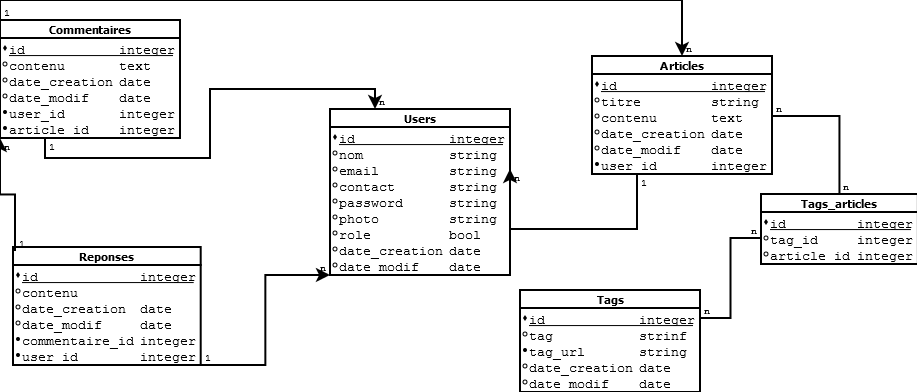 1
Commentaires
id integer
contenu text
date_creation date
date_modif date
user_id integer
article_id integer
n
1
n
Users
id integer
nom string
email string
contact string
password string
photo string
role bool
date_creation date
date_modif date
n
n
Articles
id integer
titre string
contenu text
date_creation date
date_modif date
user_id integer
n
1
n
Tags_articles
id integer
tag_id integer
article_id integer
n
1
Reponses
id integer
contenu
date_creation date
date_modif date
commentaire_id integer
user_id integer
1
n
Tags
id integer
tag strinf
tag_url string
date_creation date
date_modif date
n